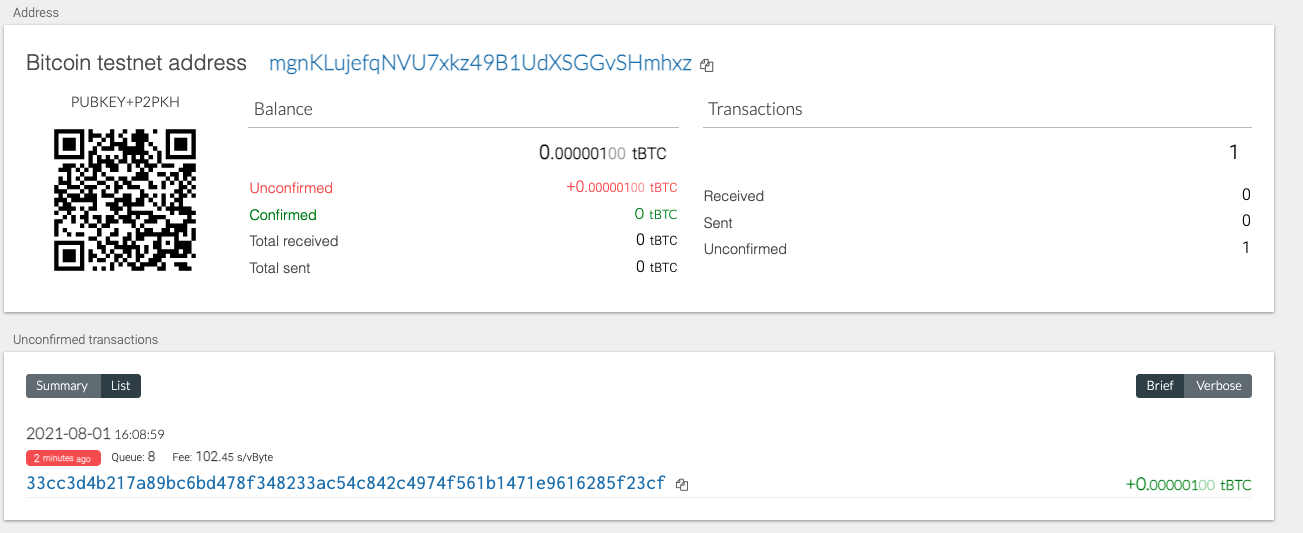 Address
Bitcoin testnet address mgnKLujefqNVU7xkz49B1UdXSGGvSHmhxz
PUBKEY+P2PKH
Balance
0.00000100 tBTC
Unconfirmed +0.00000100 tBTC
Confirmed 0 tBTC
Total received 0 tBTC
Total sent 0 tBTC
Transactions
1
Received 0
Sent 0
Unconfirmed 1
Unconfirmed transactions
Summary List Brief Verbose
2021-08-01 16:08:59
2 minutes ago Queue: 8 Fee: 102.45 s/vByte
33cc3d4b217a89bc6bd478f348233ac54c842c4974f561b1471e9616285f23cf +0.00000100 tBTC